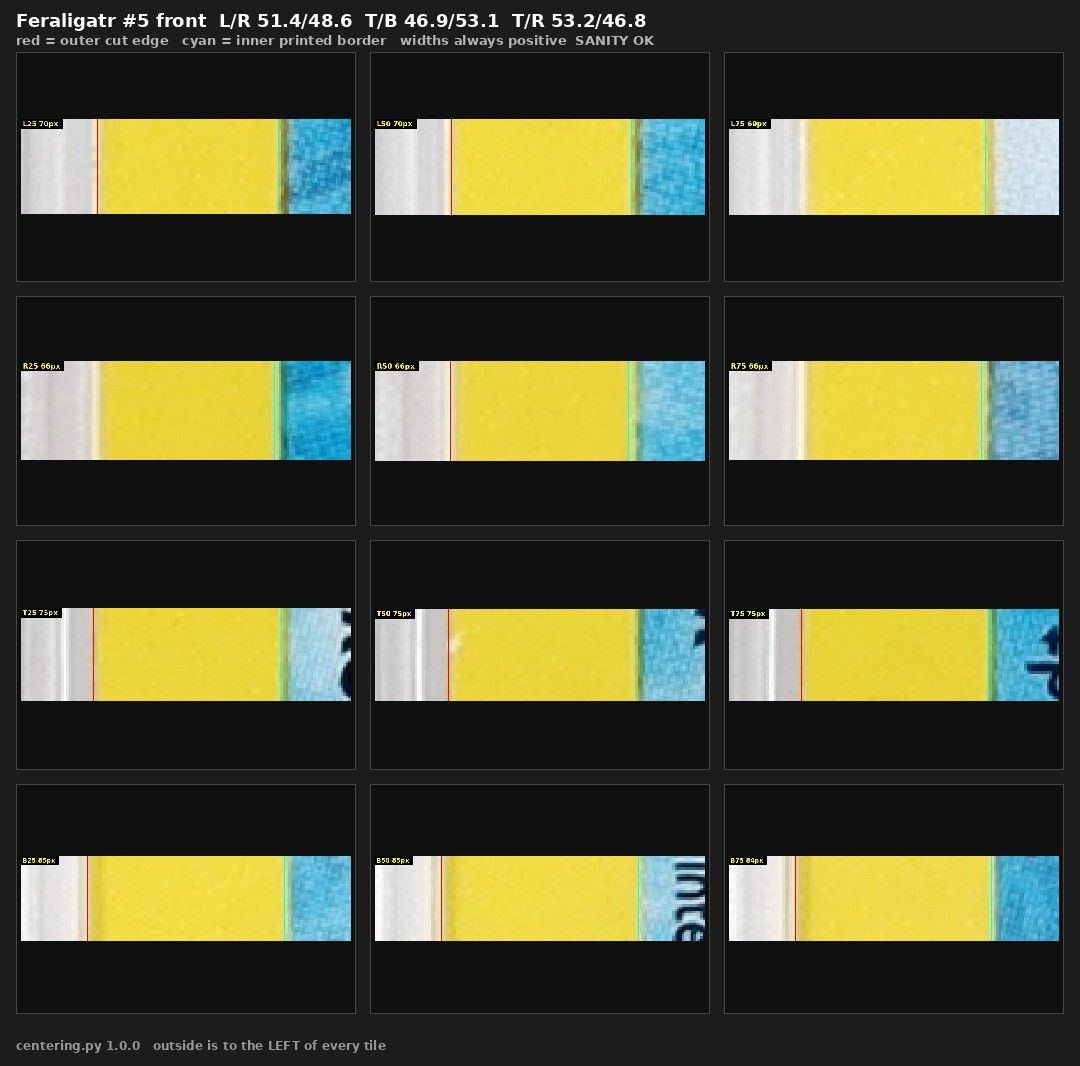 Feraligatr #5 front  L/R 51.4/48.6  T/B 46.9/53.1  T/R 53.2/46.8
red = outer cut edge   cyan = inner printed border   widths always positive  SANITY OK
L25 70px
L50 70px
L75 69px
R25 66px
R50 66px
R75 66px
T25 75px
T50 75px
T75 75px
B25 85px
B50 85px
Inte
B75 84px
centering.py 1.0.0   outside is to the LEFT of every tile